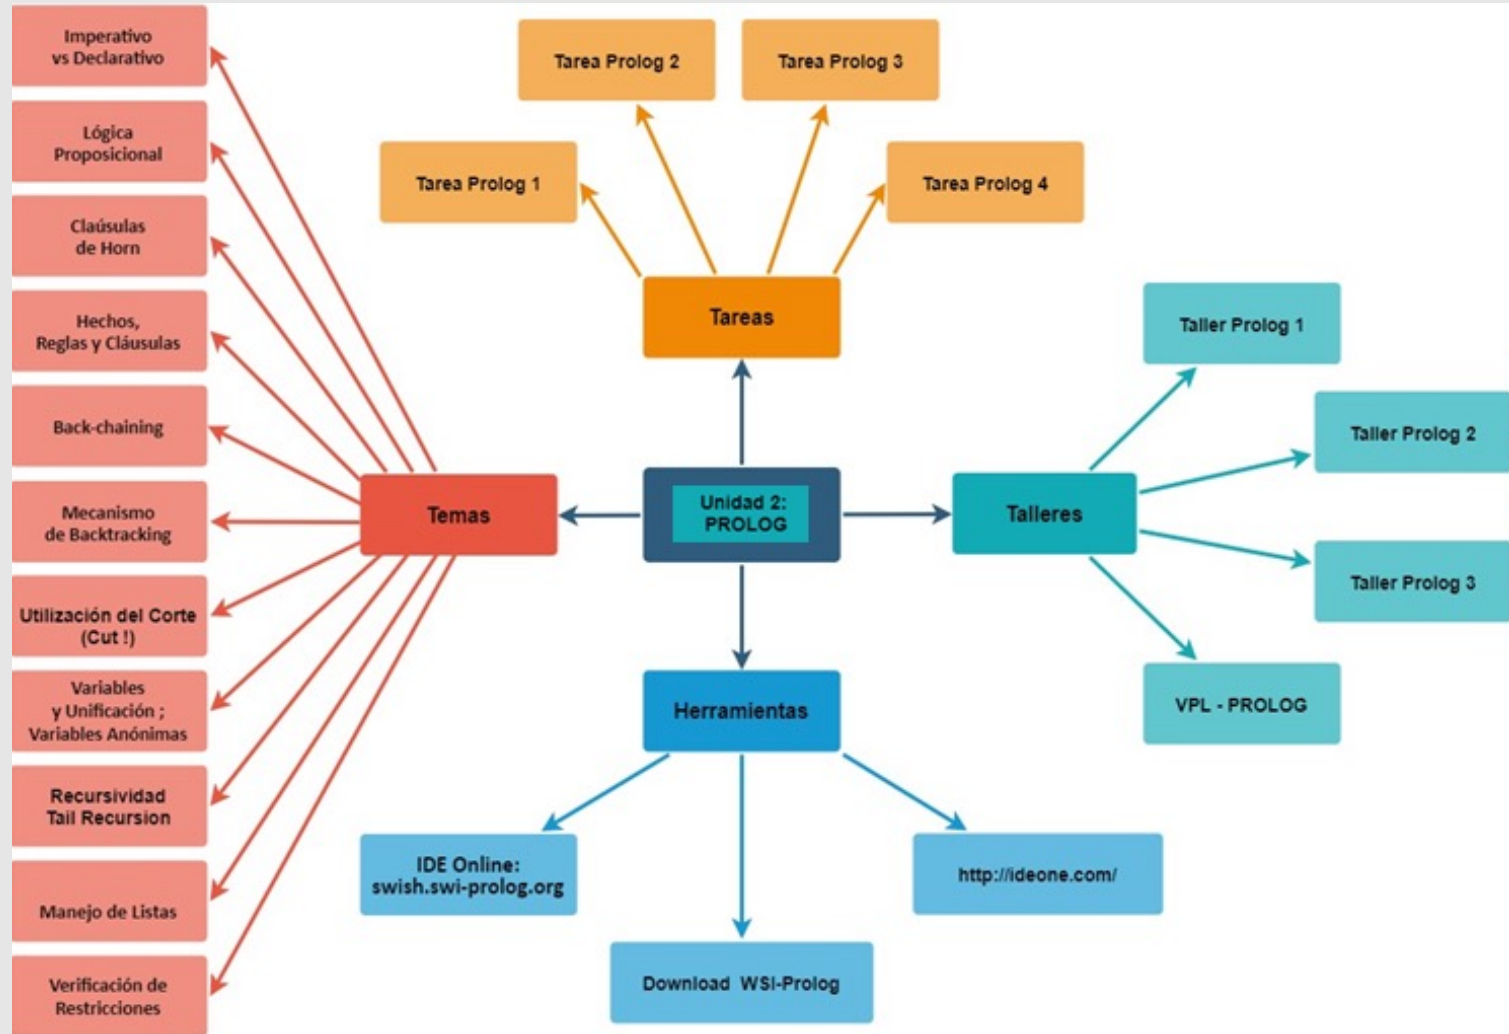 Imperativo
vs Declarativo
Lógica
Proposicional
Claúsulas
de Horn
Hechos,
Reglas y Cláusulas
Back-chaining
Mecanismo
de Backtracking
Utilización del Corte
(Cut !)
Variables
y Unificación ;
Variables Anónimas
Recursividad
Tail Recursion
Manejo de Listas
Verificación de
Restricciones
Temas
Tarea Prolog 1
Tarea Prolog 2
Tarea Prolog 3
Tarea Prolog 4
Tareas
Unidad 2:
PROLOG
Talleres
Taller Prolog 1
Taller Prolog 2
Taller Prolog 3
VPL - PROLOG
Herramientas
IDE Online:
swish.swi-prolog.org
Download WSI-Prolog
http://ideone.com/